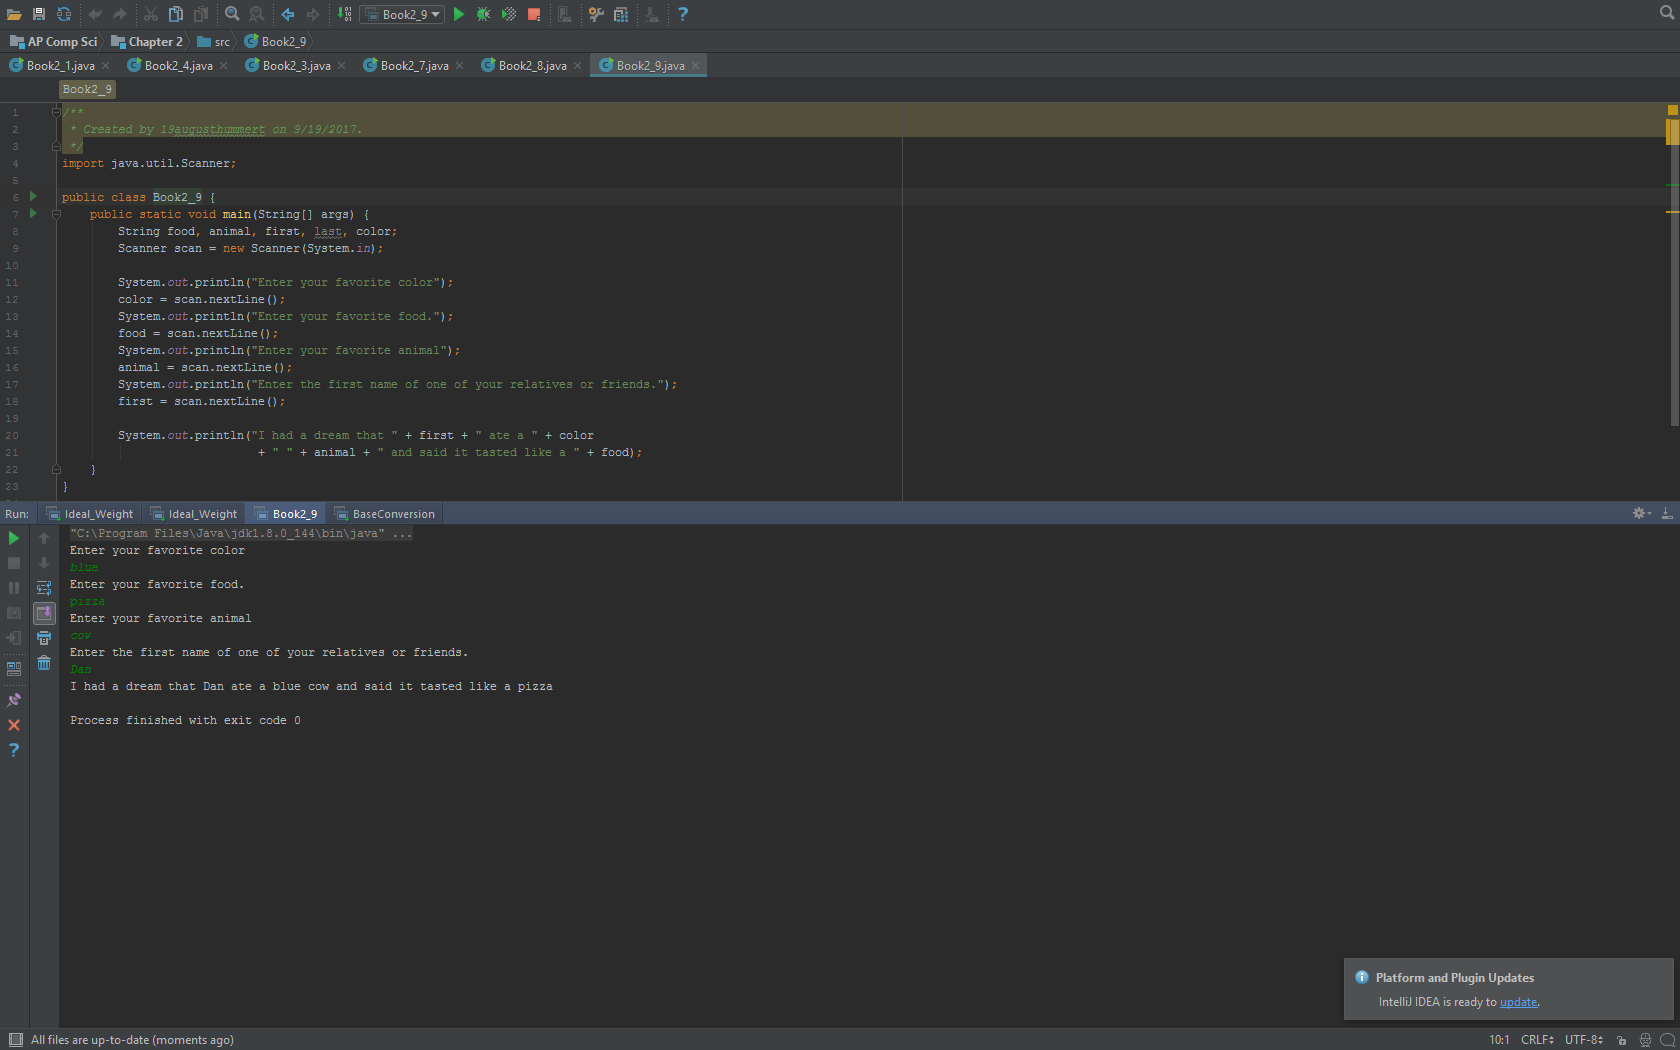 Book2_9
AP Comp Sci Chapter 2 src Book2_9
Book2_1.java Book2_4.java Book2_3.java Book2_7.java Book2_8.java Book2_9.java
Book2_9
1 /**
2 * Created by 19augusthummert on 9/19/2017.
3 */
4 import java.util.Scanner;
5
6 public class Book2_9 {
7 public static void main(String[] args) {
8 String food, animal, first, last, color;
9 Scanner scan = new Scanner(System.in);
10
11 System.out.println("Enter your favorite color");
12 color = scan.nextLine();
13 System.out.println("Enter your favorite food.");
14 food = scan.nextLine();
15 System.out.println("Enter your favorite animal");
16 animal = scan.nextLine();
17 System.out.println("Enter the first name of one of your relatives or friends.");
18 first = scan.nextLine();
19
20 System.out.println("I had a dream that " + first + " ate a " + color
21 + " " + animal + " and said it tasted like a " + food);
22 }
23 }
Run: Ideal_Weight Ideal_Weight Book2_9 BaseConversion
"C:\Program Files\Java\jdk1.8.0_144\bin\java" ...
Enter your favorite color
blue
Enter your favorite food.
pizza
Enter your favorite animal
cow
Enter the first name of one of your relatives or friends.
Dan
I had a dream that Dan ate a blue cow and said it tasted like a pizza
Process finished with exit code 0
Platform and Plugin Updates
IntelliJ IDEA is ready to update.
All files are up-to-date (moments ago) 10:1 CRLF UTF-8